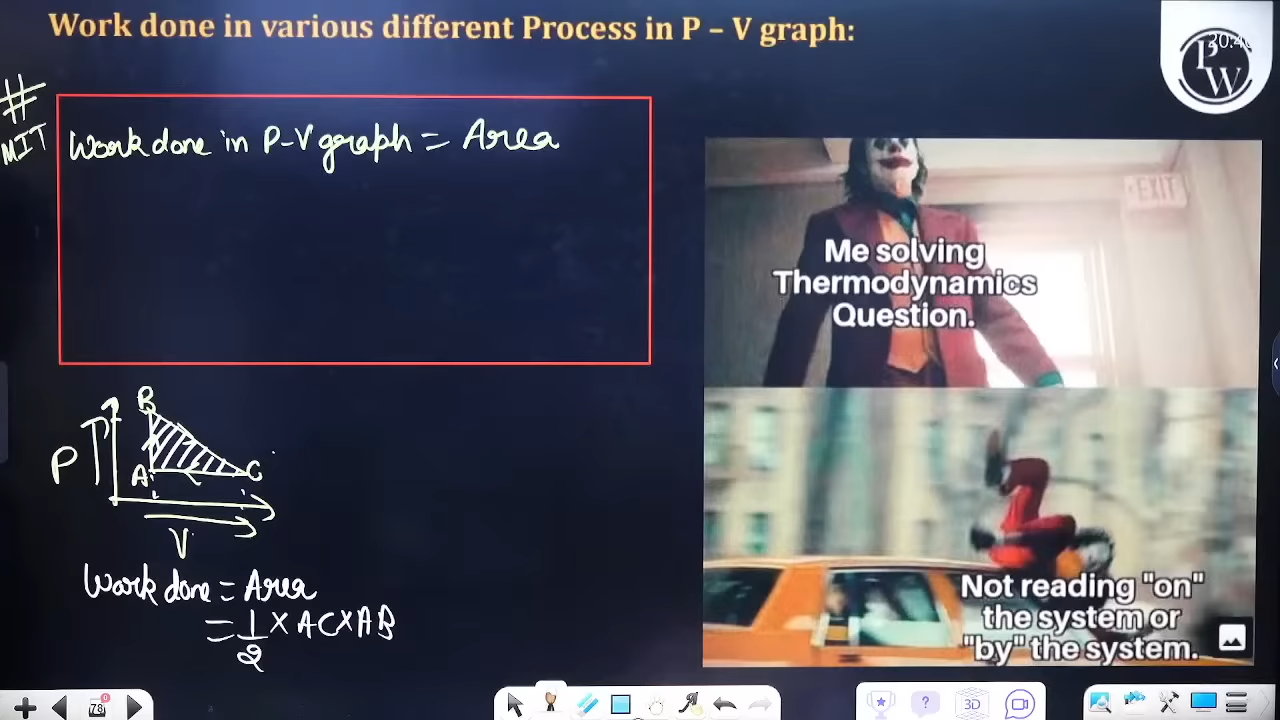 Work done in various different Process in P – V graph:
20:4
PW
#
MIT
Work done in P-V graph = Area
EXIT
Me solving
Thermodynamics
Question.
B
P
A
C
V
Work done = Area
= 1/2 × AC × AB
Not reading "on"
the system or
"by" the system.
78
3D